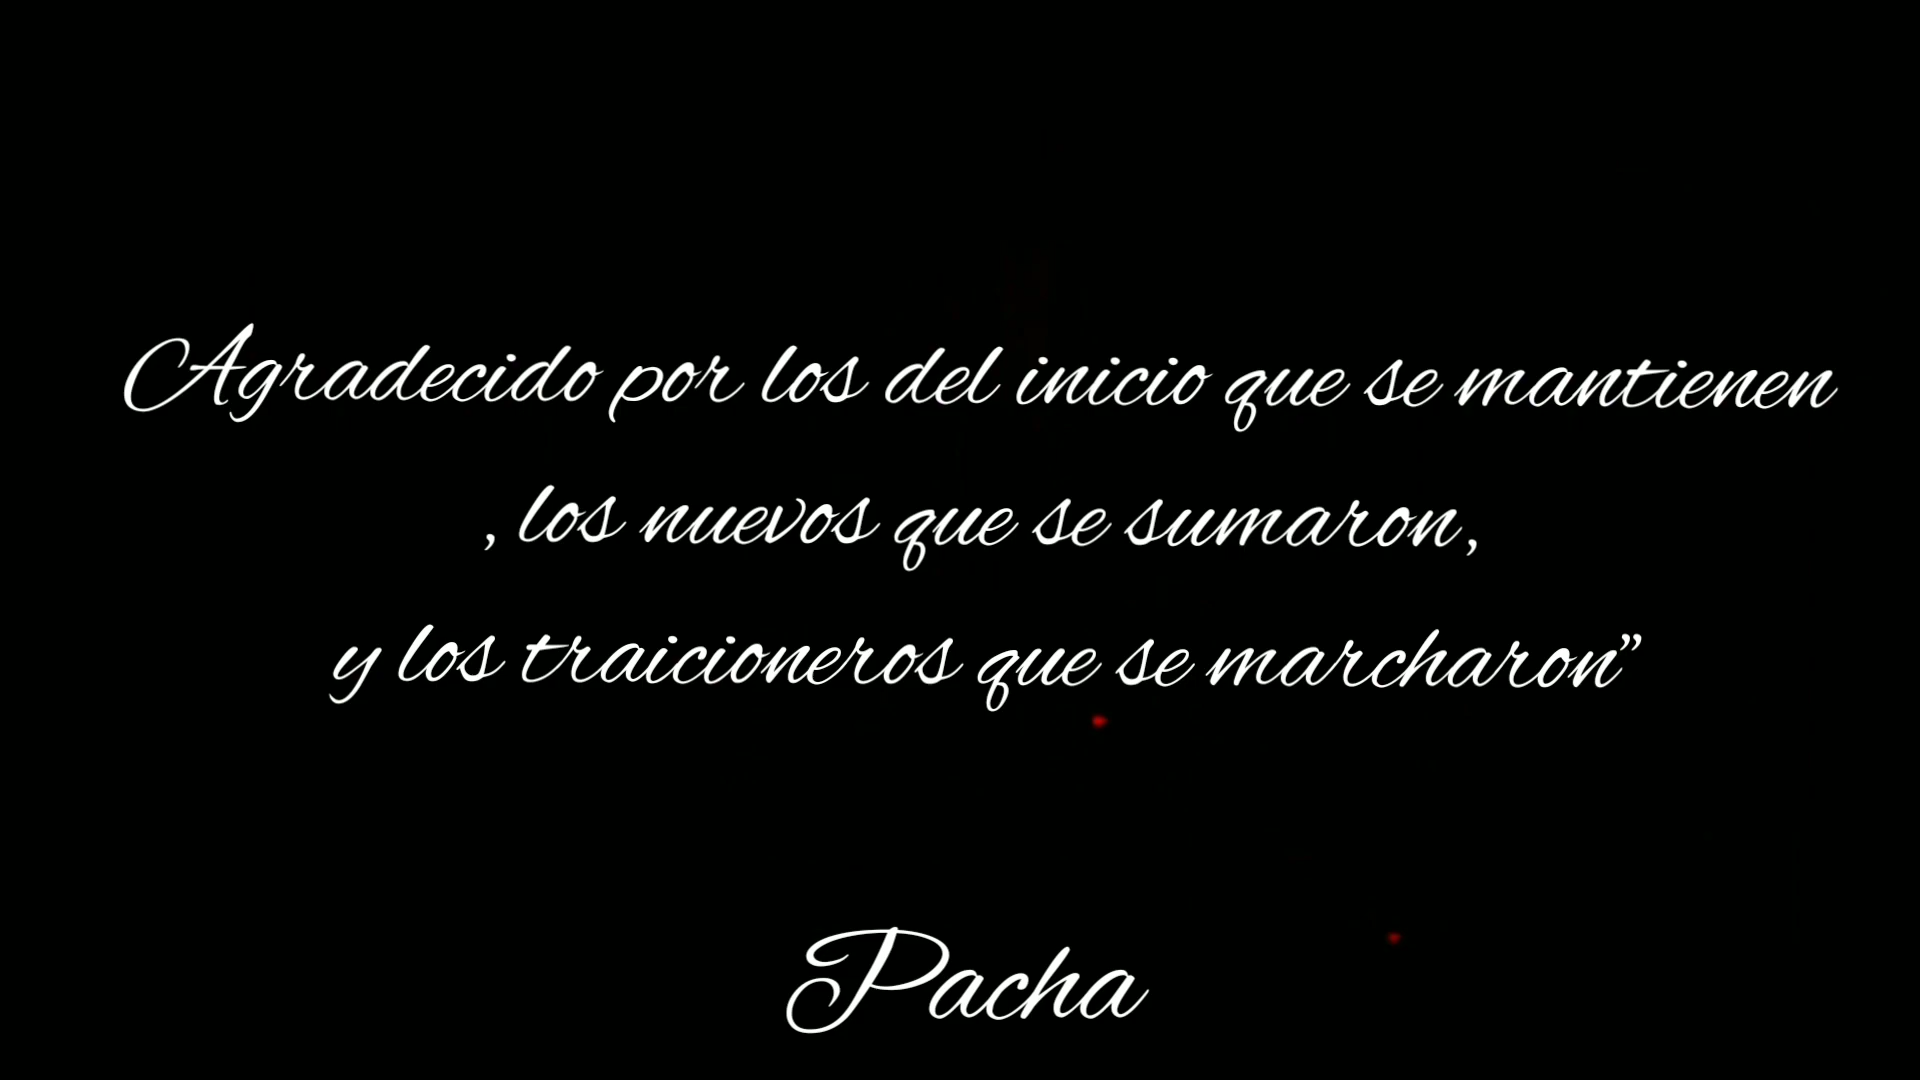 Agradecido por los del inicio que se mantienen
, los nuevos que se sumaron,
y los traicioneros que se marcharon”
Pacha